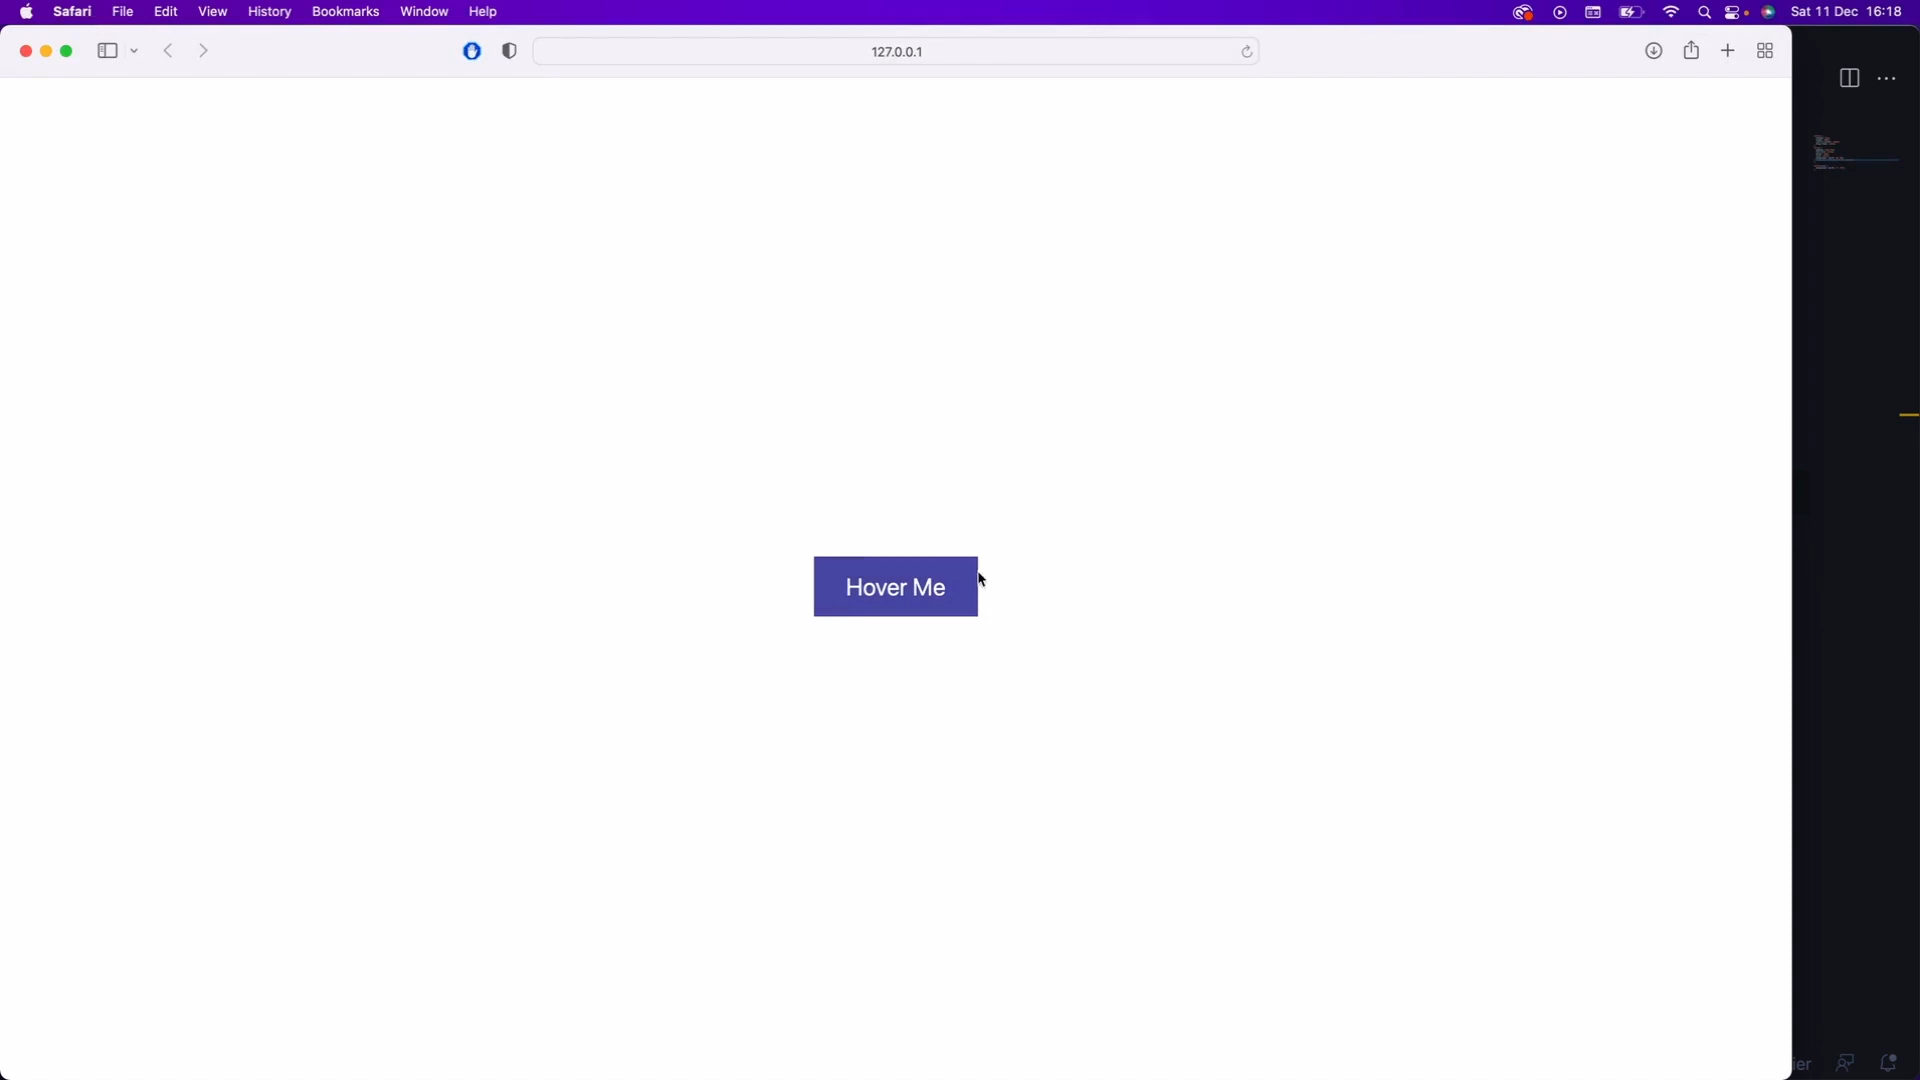 Safari File Edit View History Bookmarks Window Help Sat 11 Dec 16:18
127.0.0.1
Hover Me
ier